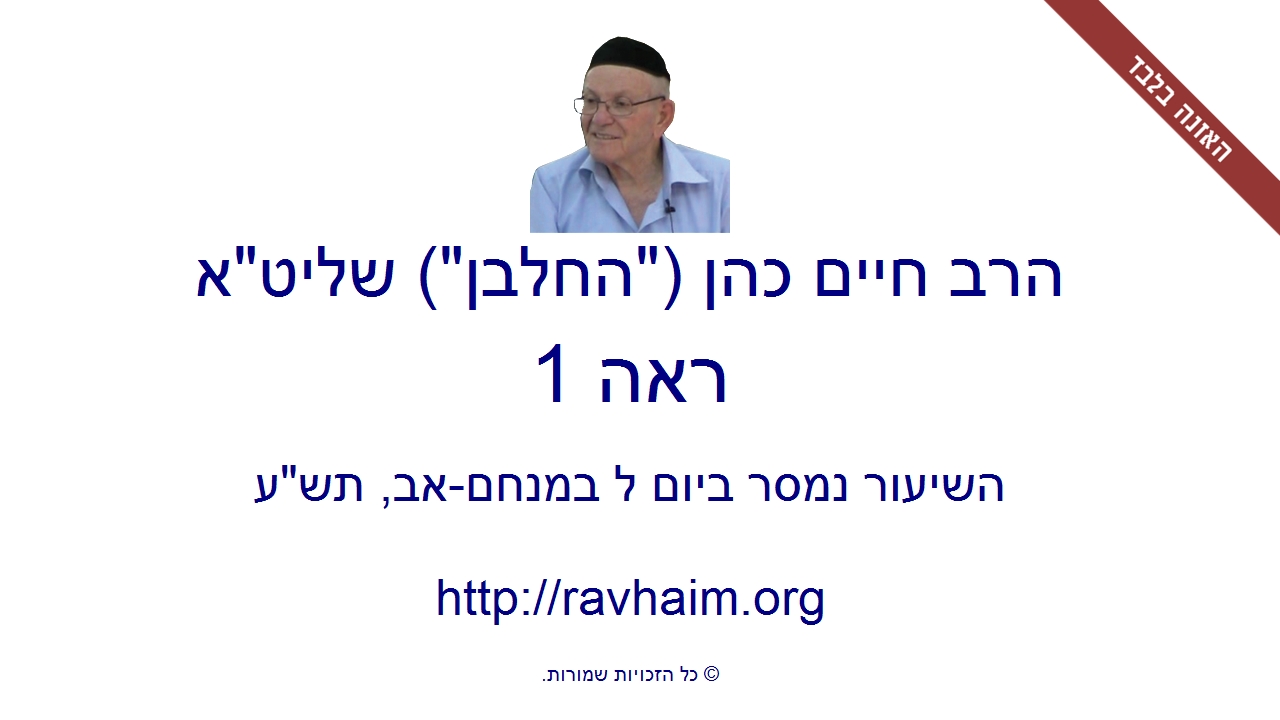 האזנה בלבד
הרב חיים כהן ("החלבן") שליט"א
ראה 1
השיעור נמסר ביום ל במנחם-אב, תש"ע
http://ravhaim.org
© כל הזכויות שמורות.